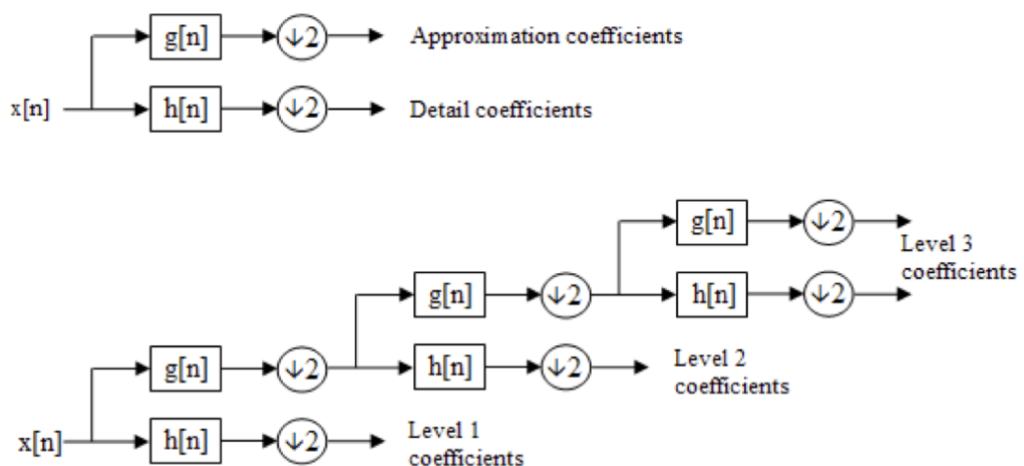 g[n] ↓2 Approximation coefficients
x[n] h[n] ↓2 Detail coefficients
g[n] ↓2
Level 3
coefficients
g[n] ↓2 h[n] ↓2
g[n] ↓2 h[n] ↓2 Level 2
coefficients
x[n] h[n] ↓2 Level 1
coefficients